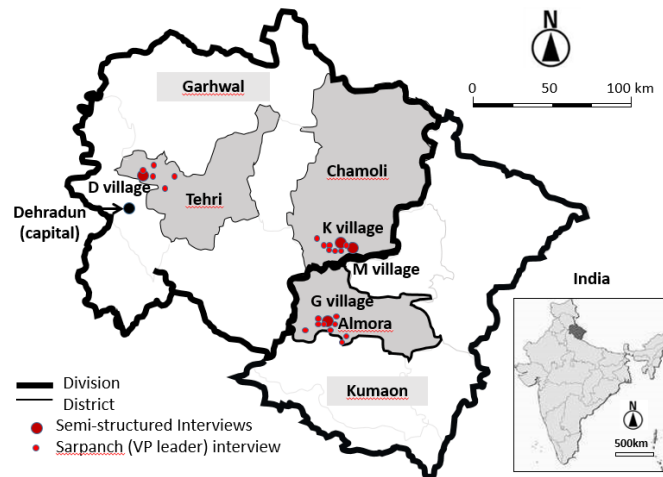 N
0 50 100 km
Garhwal
Chamoli
D village
Tehri
Dehradun
(capital)
K village
M village
India
G village
Almora
Kumaon
Division
District
Semi-structured Interviews
Sarpanch (VP leader) interview
N
500km